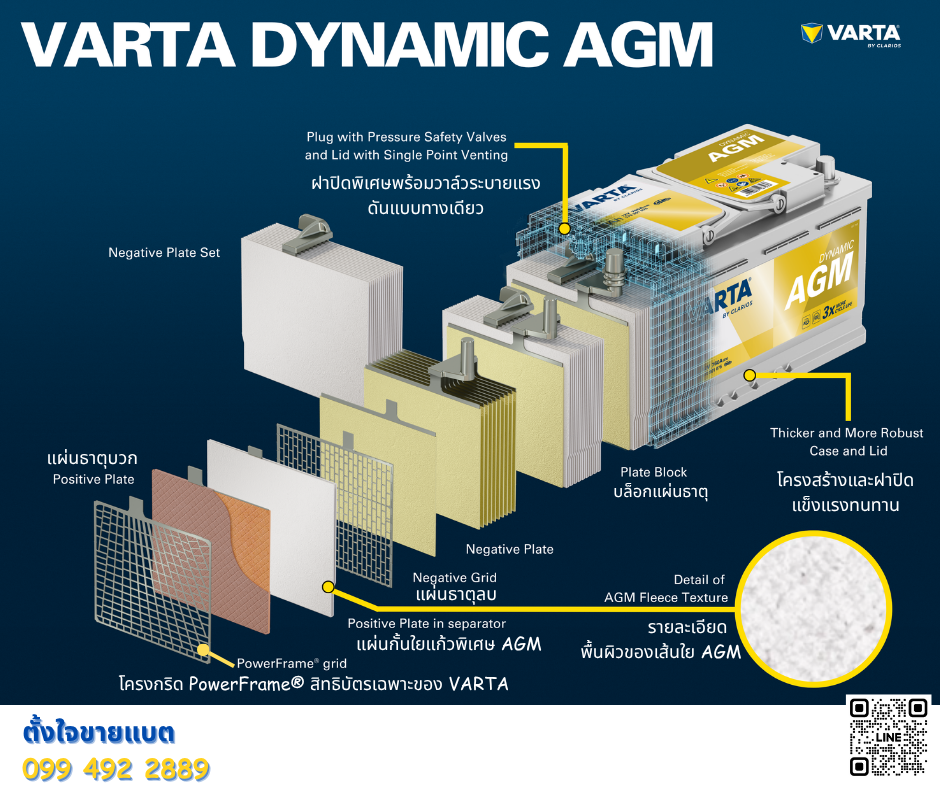 VARTA DYNAMIC AGM
VARTA
BY CLARIOS
Plug with Pressure Safety Valves
and Lid with Single Point Venting
ฝาปิดพิเศษพร้อมวาล์วระบายแรง
ดันแบบทางเดียว
DYNAMIC
AGM
VARTA
Negative Plate Set
DYNAMIC
AGM
VARTA
BY CLARIOS
3x
Thicker and More Robust
Case and Lid
โครงสร้างและฝาปิด
แข็งแรงทนทาน
แผ่นธาตุบวก
Positive Plate
Plate Block
บล็อกแผ่นธาตุ
Negative Plate
Negative Grid
แผ่นธาตุลบ
Detail of
AGM Fleece Texture
รายละเอียด
พื้นผิวของเส้นใย AGM
Positive Plate in separator
แผ่นกั้นใยแก้วพิเศษ AGM
PowerFrame® grid
โครงกริด PowerFrame® สิทธิบัตรเฉพาะของ VARTA
ตั้งใจขายแบต
099 492 2889
LINE